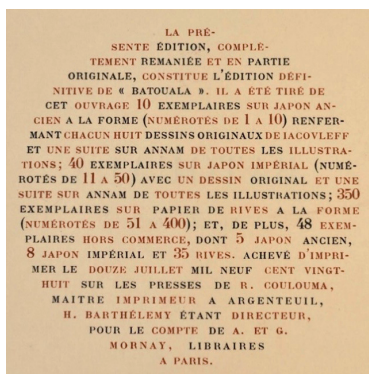 LA PRÉ-
SENTE ÉDITION, COMPLÈ-
TEMENT REMANIÉE ET EN PARTIE
ORIGINALE, CONSTITUE L'ÉDITION DÉFI-
NITIVE DE « BATOUALA ». IL A ÉTÉ TIRÉ DE
CET OUVRAGE 10 EXEMPLAIRES SUR JAPON AN-
CIEN A LA FORME (NUMÉROTÉS DE 1 A 10) RENFER-
MANT CHACUN HUIT DESSINS ORIGINAUX DE IACOVLEFF
ET UNE SUITE SUR ANNAM DE TOUTES LES ILLUSTRA-
TIONS; 40 EXEMPLAIRES SUR JAPON IMPÉRIAL (NUMÉ-
ROTÉS DE 11 A 50) AVEC UN DESSIN ORIGINAL ET UNE
SUITE SUR ANNAM DE TOUTES LES ILLUSTRATIONS; 350
EXEMPLAIRES SUR PAPIER DE RIVES A LA FORME
(NUMÉROTÉS DE 51 A 400); ET, DE PLUS, 48 EXEM-
PLAIRES HORS COMMERCE, DONT 5 JAPON ANCIEN,
8 JAPON IMPÉRIAL ET 35 RIVES. ACHEVÉ D'IMPRI-
MER LE DOUZE JUILLET MIL NEUF CENT VINGT-
HUIT SUR LES PRESSES DE R. COULOUMA,
MAITRE IMPRIMEUR A ARGENTEUIL,
H. BARTHÉLEMY ÉTANT DIRECTEUR,
POUR LE COMPTE DE A. ET G.
MORNAY, LIBRAIRES
A PARIS.